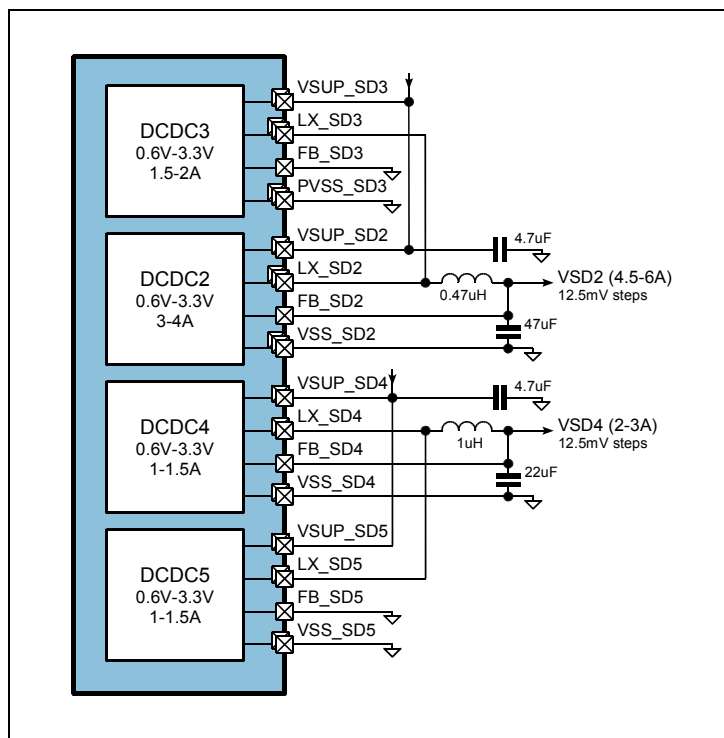 DCDC3
0.6V-3.3V
1.5-2A
VSUP_SD3
LX_SD3
FB_SD3
PVSS_SD3
DCDC2
0.6V-3.3V
3-4A
VSUP_SD2
LX_SD2
FB_SD2
VSS_SD2
4.7uF
0.47uH
VSD2 (4.5-6A)
12.5mV steps
47uF
DCDC4
0.6V-3.3V
1-1.5A
VSUP_SD4
LX_SD4
FB_SD4
VSS_SD4
4.7uF
1uH
VSD4 (2-3A)
12.5mV steps
22uF
DCDC5
0.6V-3.3V
1-1.5A
VSUP_SD5
LX_SD5
FB_SD5
VSS_SD5